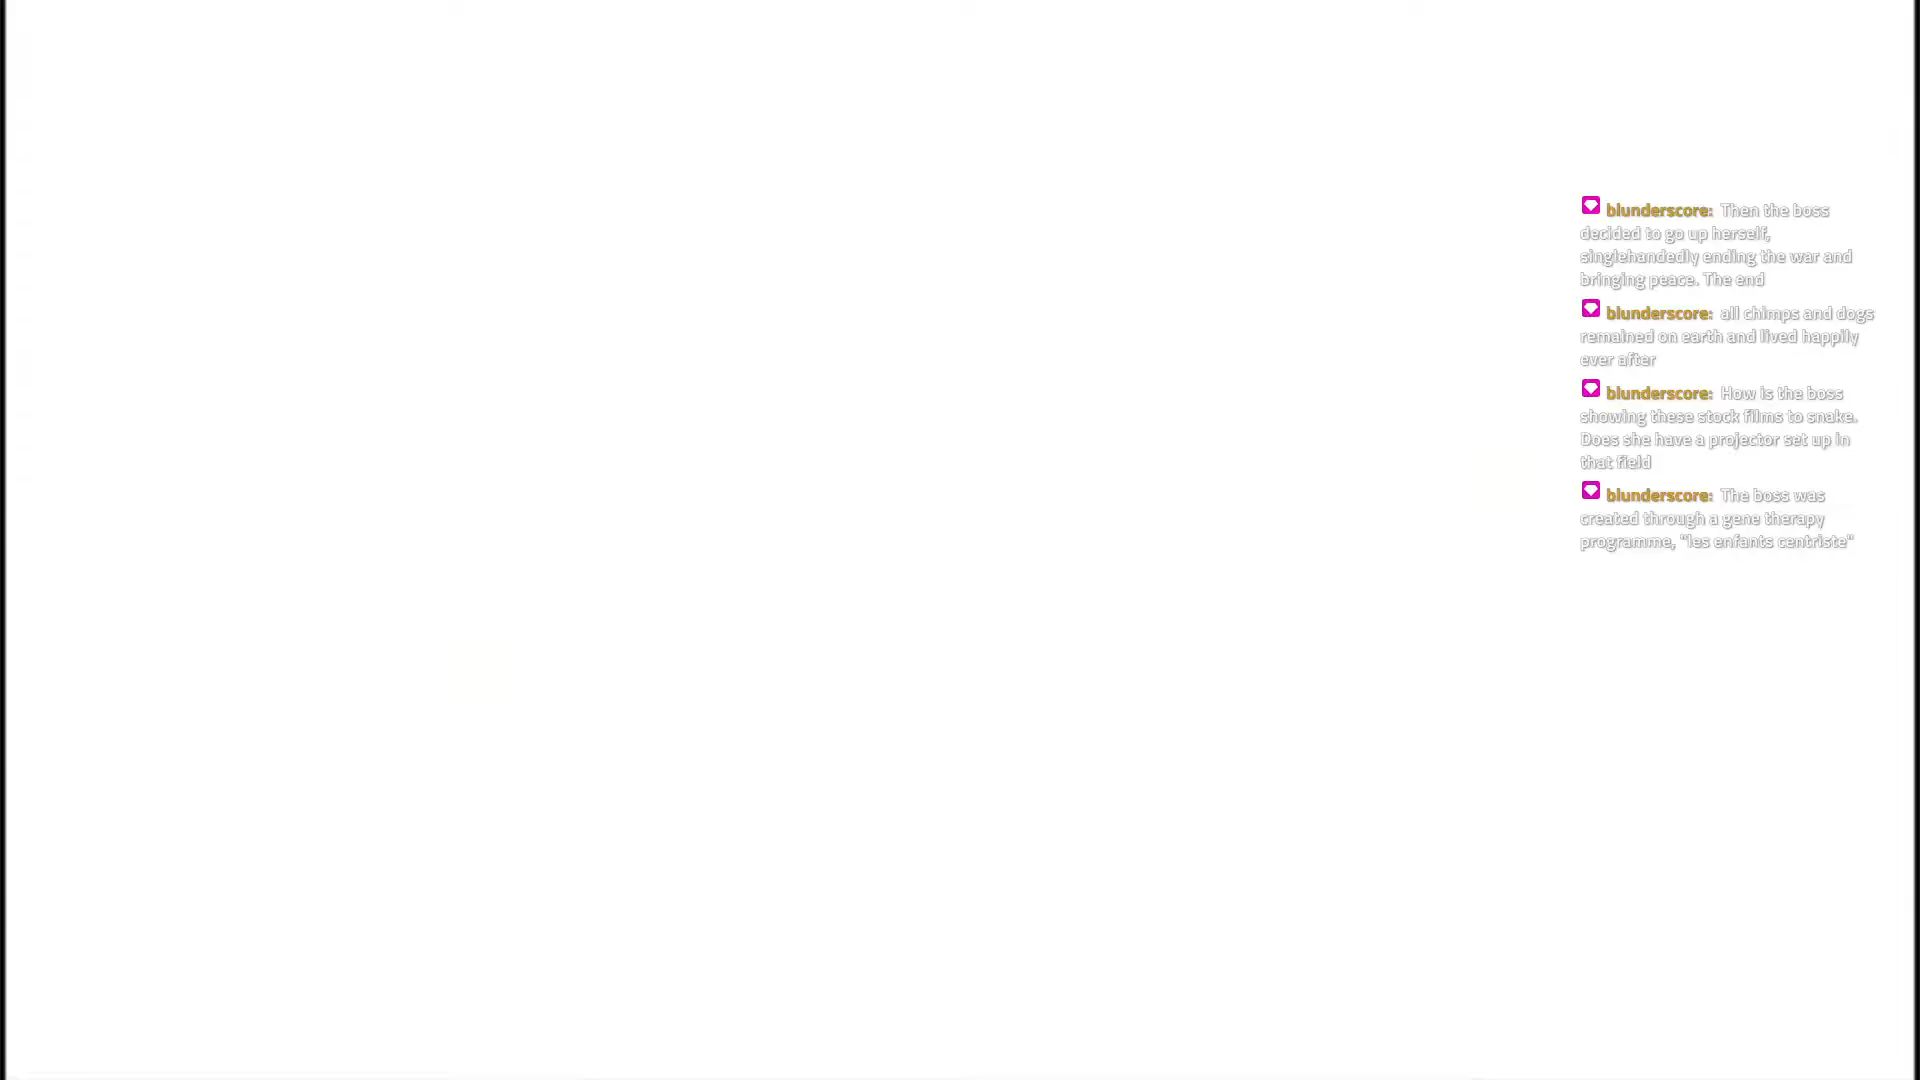 blunderscore: Then the boss
decided to go up herself,
singlehandedly ending the war and
bringing peace. The end
blunderscore: all chimps and dogs
remained on earth and lived happily
ever after
blunderscore: How is the boss
showing these stock films to snake.
Does she have a projector set up in
that field
blunderscore: The boss was
created through a gene therapy
programme, "les enfants centriste"